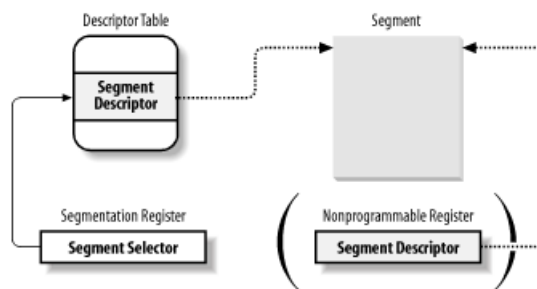 Descriptor Table
Segment
Segment
Descriptor
Segmentation Register
Nonprogrammable Register
Segment Selector
Segment Descriptor